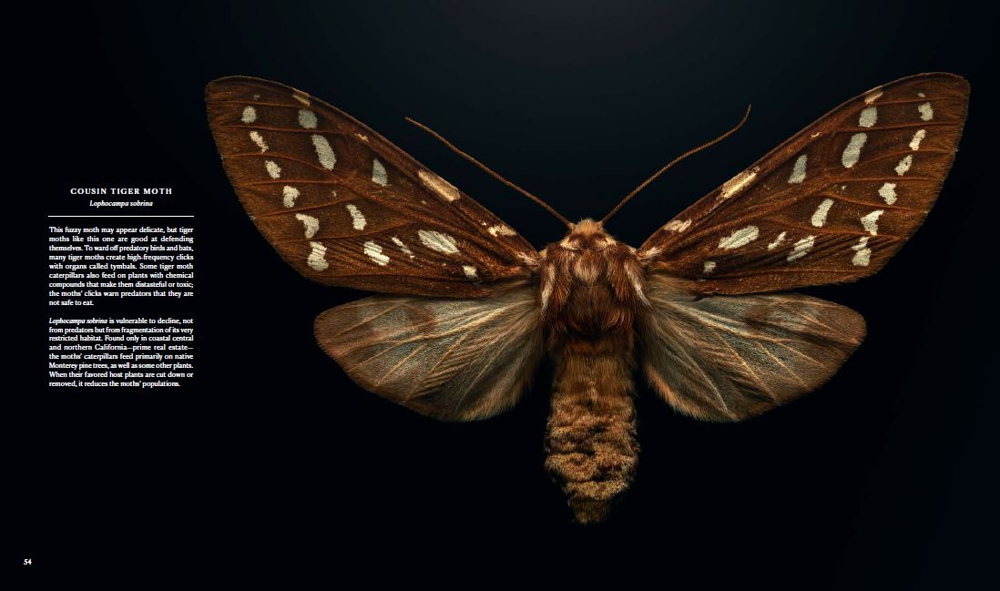 COUSIN TIGER MOTH
Lophocampa sobrina
This fuzzy moth may appear delicate, but tiger
moths like this one are good at defending
themselves. To ward off predatory birds and bats,
many tiger moths create high-frequency clicks
with organs called tymbals. Some tiger moth
caterpillars also feed on plants with chemical
compounds that make them distasteful or toxic;
the moths' clicks warn predators that they are
not safe to eat.
Lophocampa sobrina is vulnerable to decline, not
from predators but from fragmentation of its very
restricted habitat. Found only in coastal central
and northern California—prime real estate—
the moths' caterpillars feed primarily on native
Monterey pine trees, as well as some other plants.
When their favored host plants are cut down or
removed, it reduces the moths' populations.
54